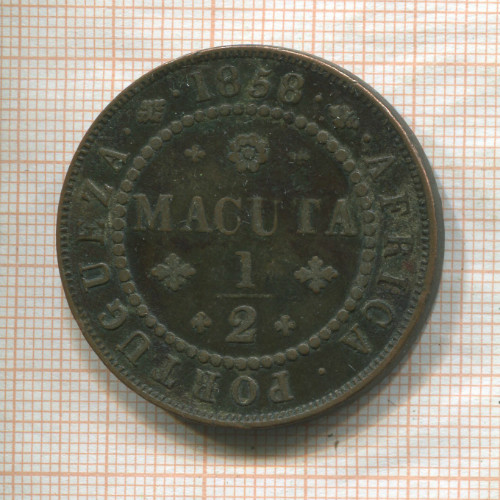 · 1858 ·
AFRICA · PORTUGUEZA ·
MACUTA
1
2